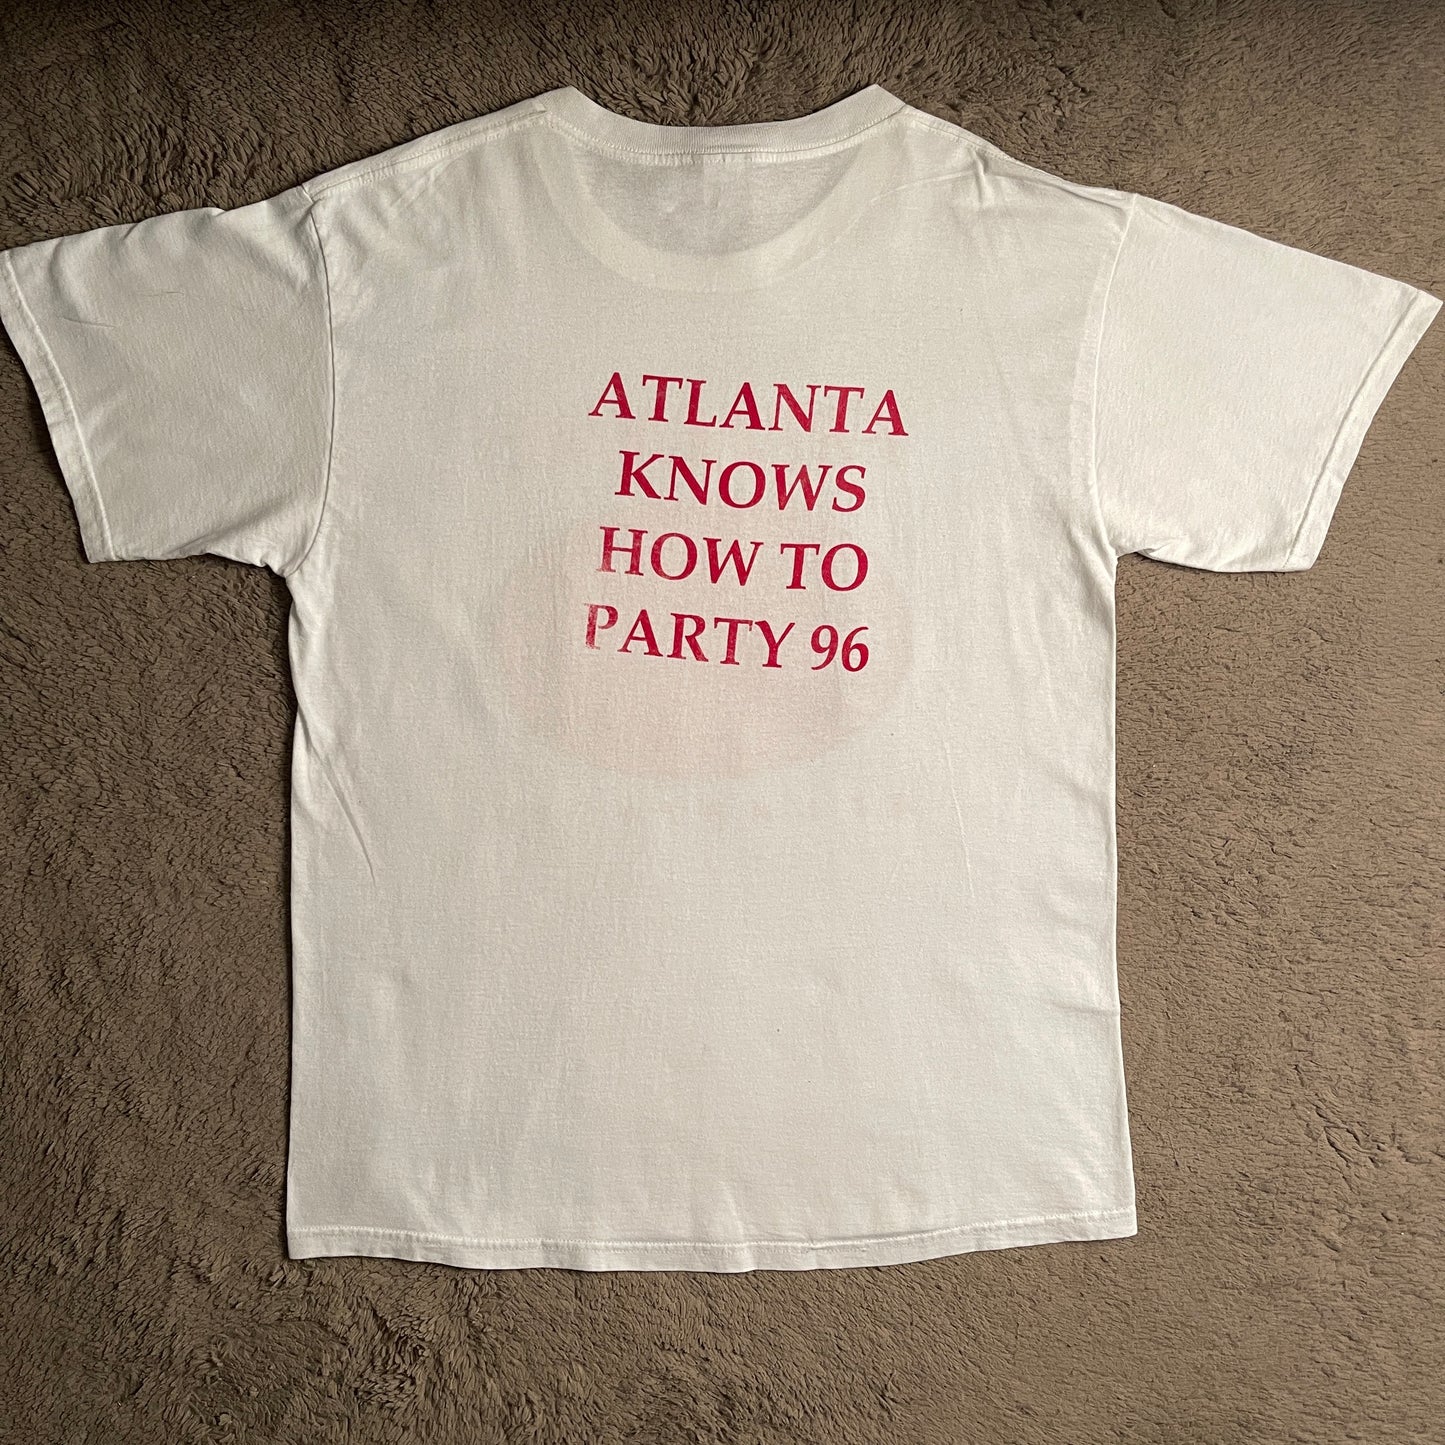 ATLANTA
KNOWS
HOW TO
PARTY 96